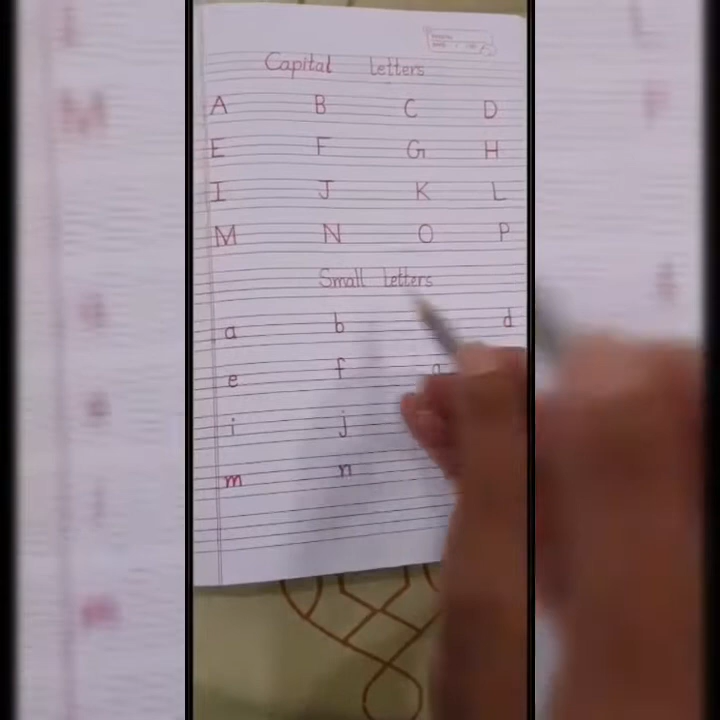 Capital Letters
A B C D
E F G H
I J K L
M N O P
Small Letters
a b d
e f g
i j
m n